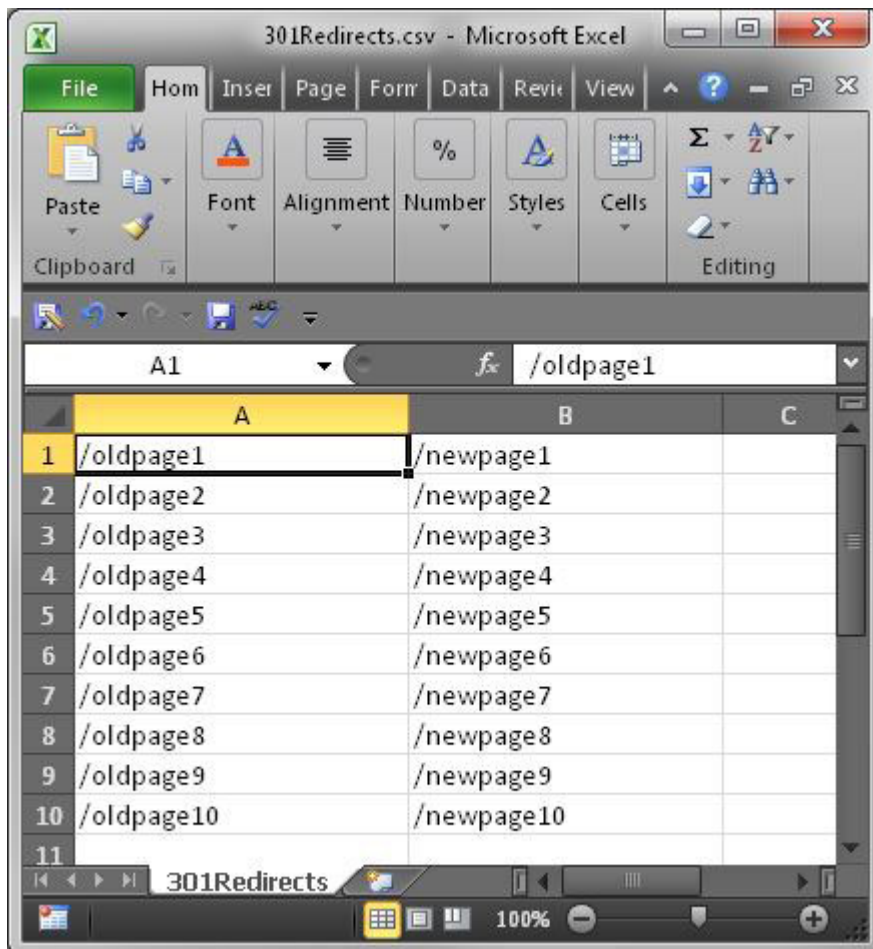 301Redirects.csv - Microsoft Excel
File Hom Inser Page Forr Data Revie View
Paste Font Alignment Number Styles Cells
Clipboard Editing
A1 fx /oldpage1
A B C
1 /oldpage1 /newpage1
2 /oldpage2 /newpage2
3 /oldpage3 /newpage3
4 /oldpage4 /newpage4
5 /oldpage5 /newpage5
6 /oldpage6 /newpage6
7 /oldpage7 /newpage7
8 /oldpage8 /newpage8
9 /oldpage9 /newpage9
10 /oldpage10 /newpage10
11
301Redirects
100%